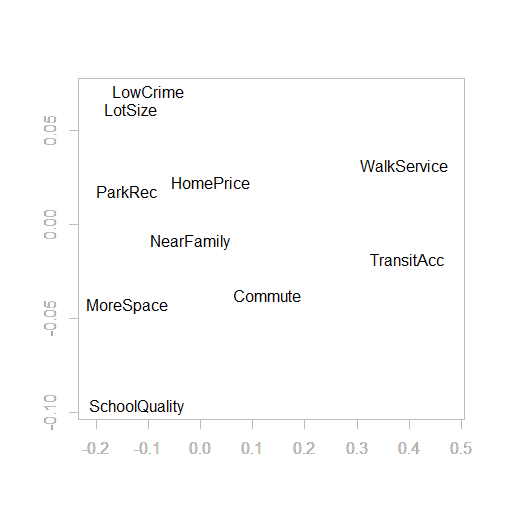 LowCrime
LotSize
0.05
WalkService
HomePrice
ParkRec
0.00
NearFamily
TransitAcc
Commute
MoreSpace
-0.05
SchoolQuality
-0.10
-0.2 -0.1 0.0 0.1 0.2 0.3 0.4 0.5